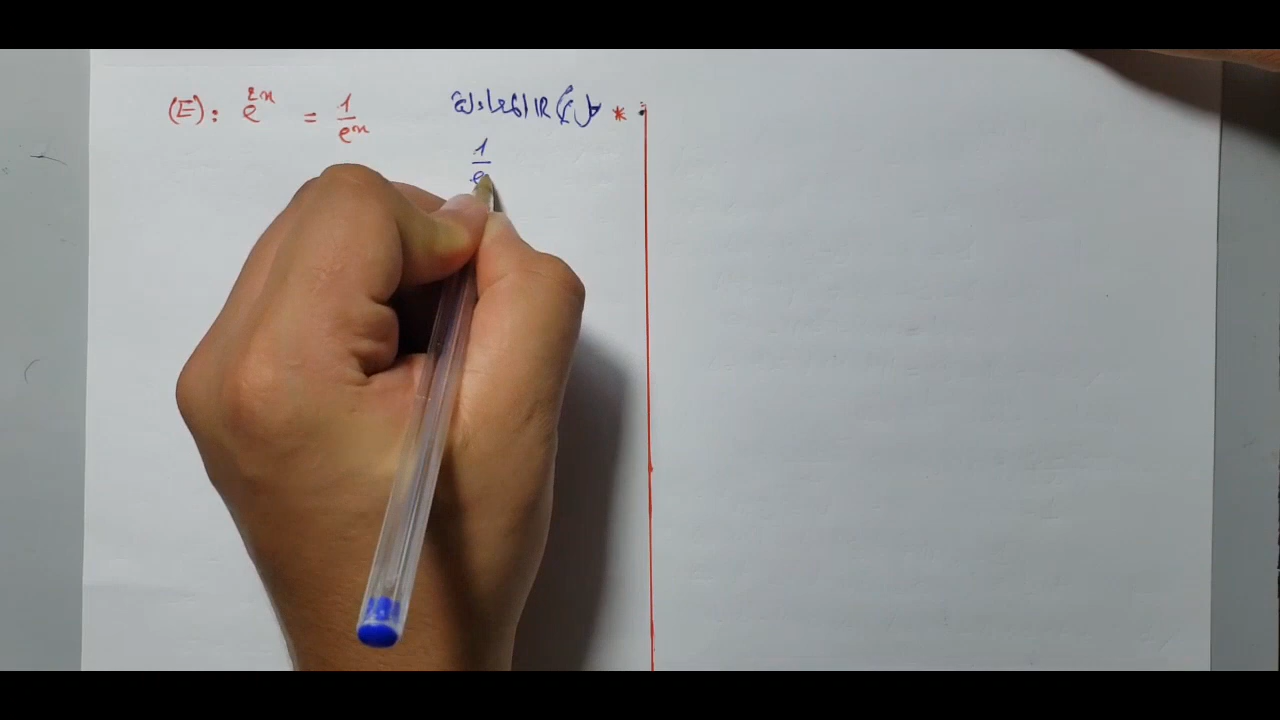 (E): e^{2x} = 1/e^x
* حل في IR المعادلة
1/e